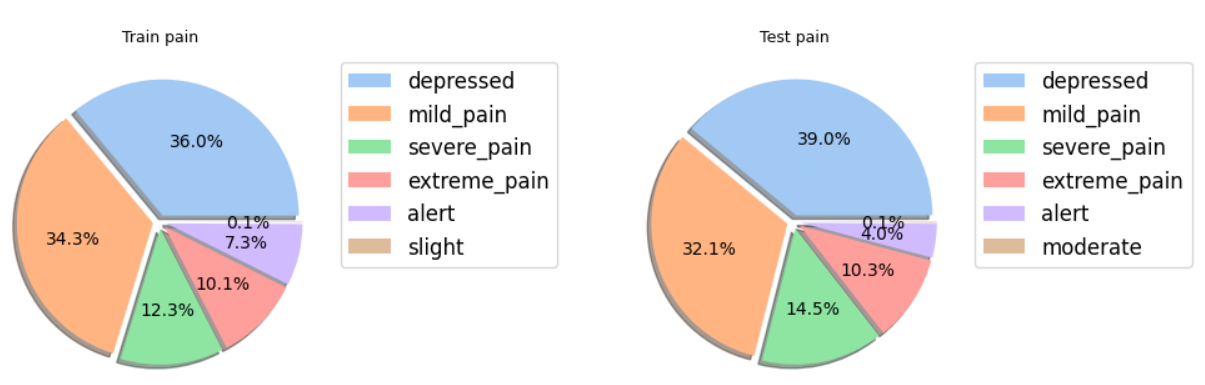 Train pain
depressed
mild_pain
severe_pain
extreme_pain
alert
slight
36.0%
34.3%
12.3%
10.1%
7.3%
0.1%
Test pain
depressed
mild_pain
severe_pain
extreme_pain
alert
moderate
39.0%
32.1%
14.5%
10.3%
4.0%
0.1%